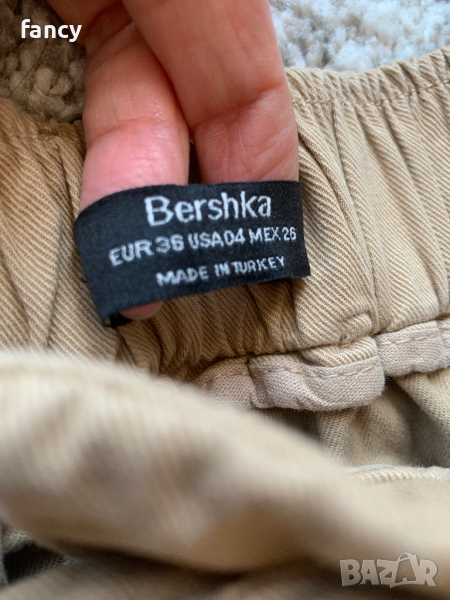 fancy
Bershka
EUR 36 USA 04 MEX 26
MADE IN TURKEY
BAZAR